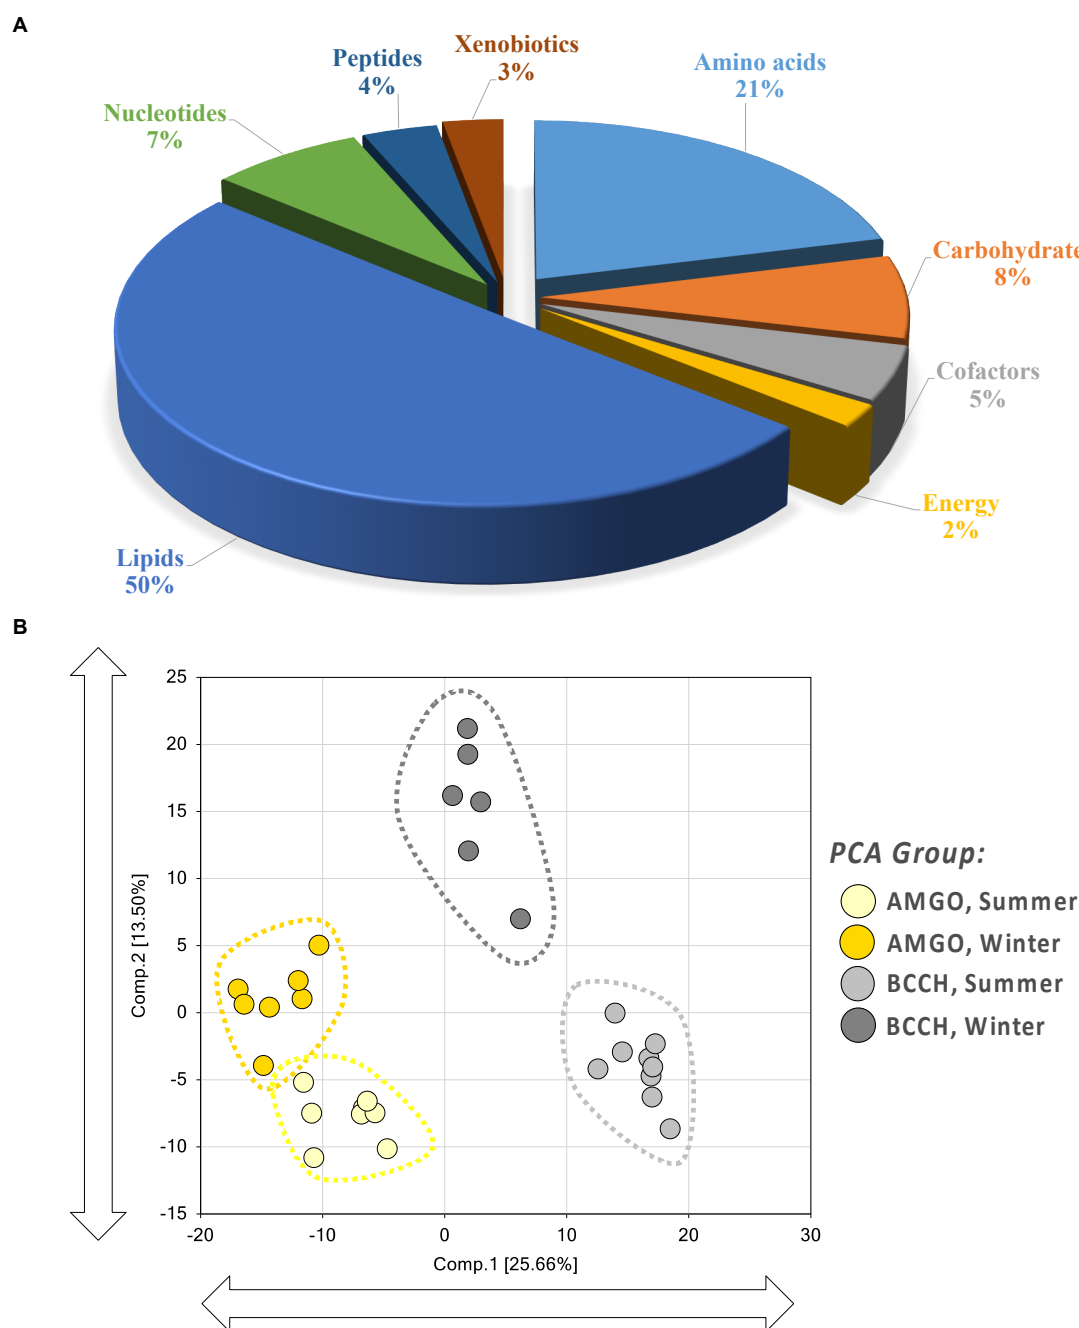 A
Xenobiotics
3%
Peptides
4%
Amino acids
21%
Nucleotides
7%
Carbohydrate
8%
Cofactors
5%
Energy
2%
Lipids
50%
B
25
20
15
10
5
0
-5
-10
-15
Comp.2 [13.50%]
-20 -10 0 10 20 30
Comp.1 [25.66%]
PCA Group:
AMGO, Summer
AMGO, Winter
BCCH, Summer
BCCH, Winter